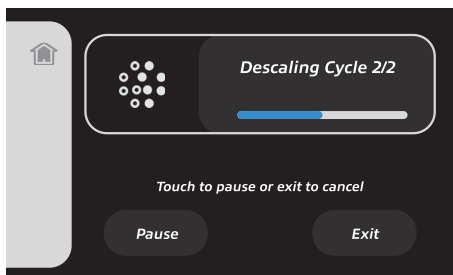 Descaling Cycle 2/2
Touch to pause or exit to cancel
Pause
Exit